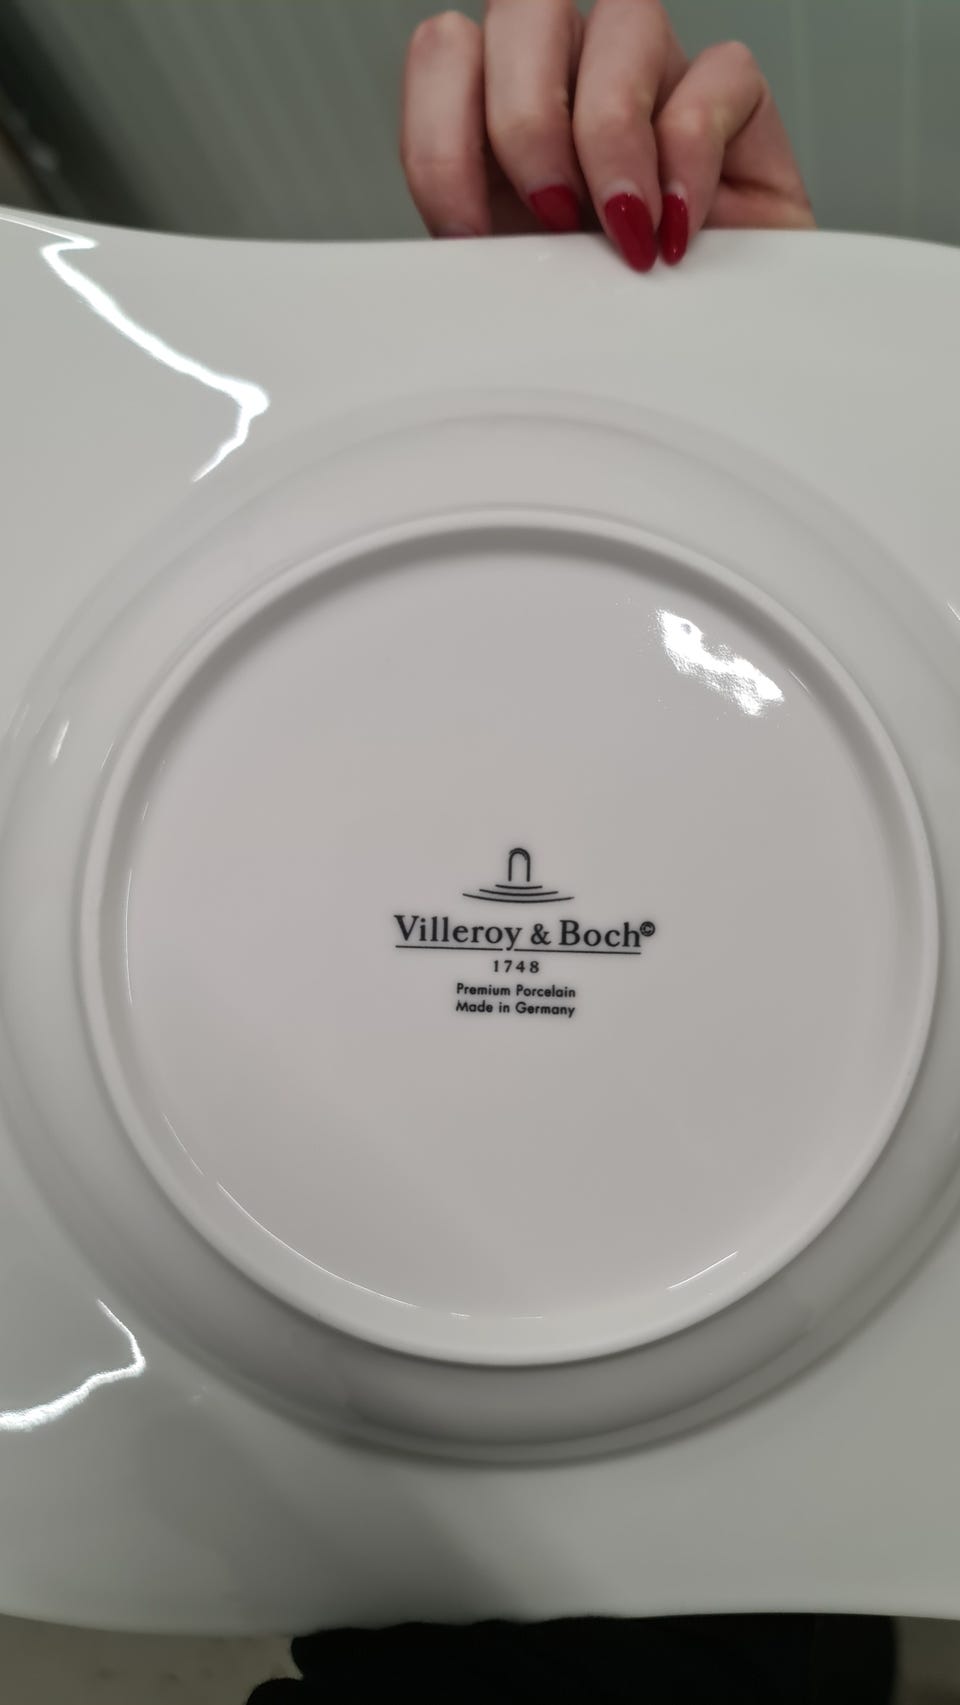 Villeroy & Boch©
1748
Premium Porcelain
Made in Germany